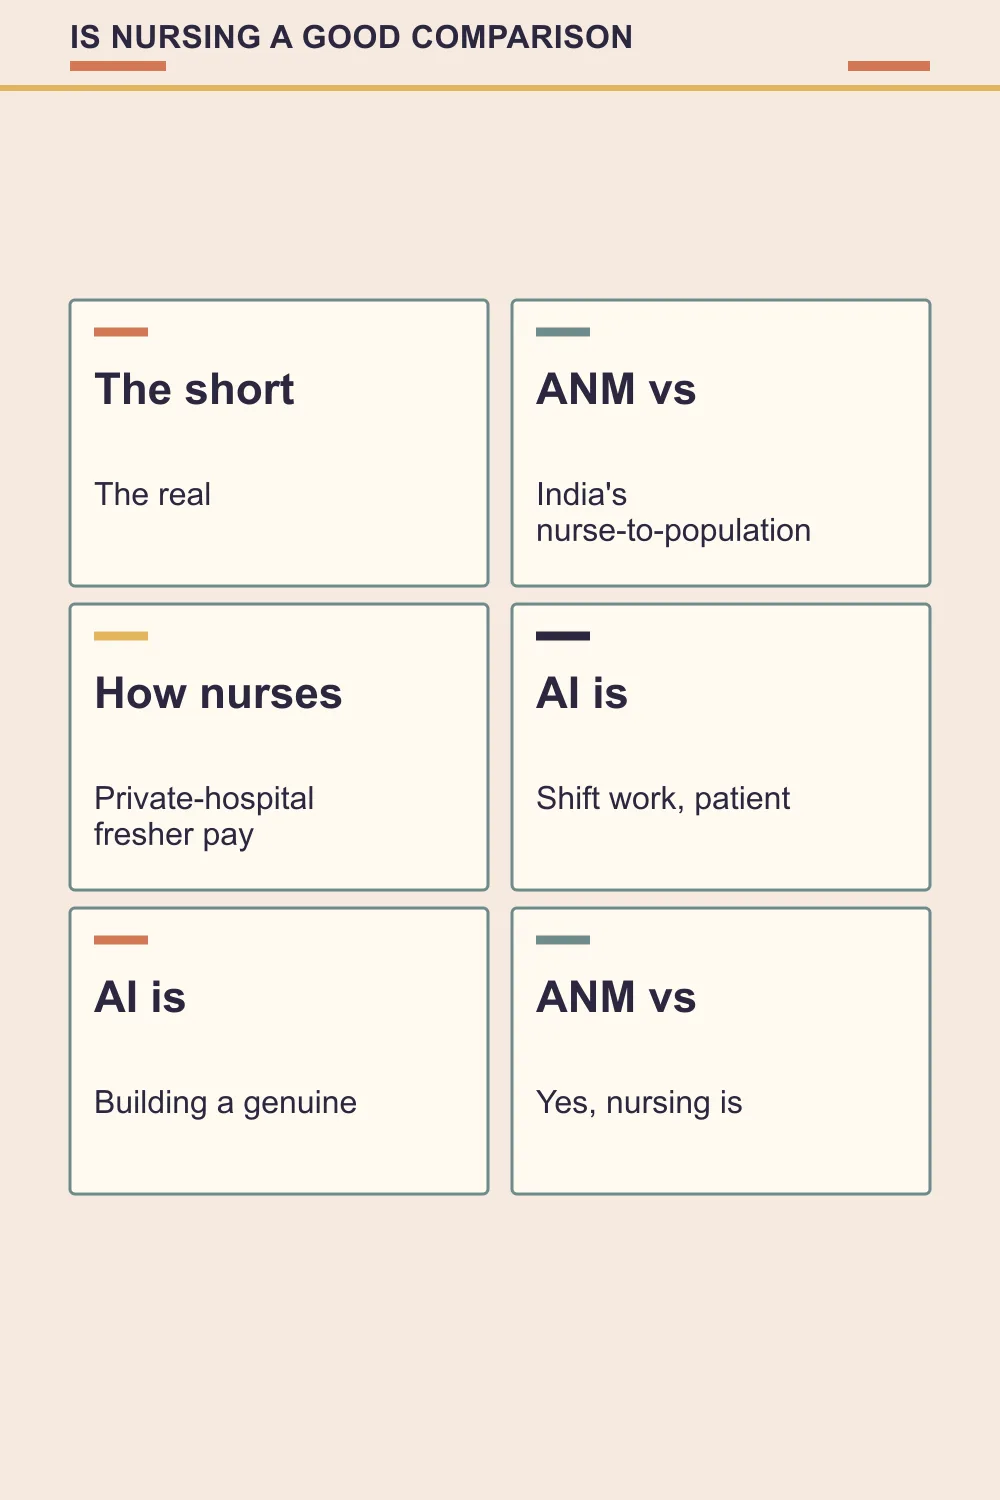 IS NURSING A GOOD COMPARISON
The short
The real
ANM vs
India's
nurse-to-population
How nurses
Private-hospital
fresher pay
AI is
Shift work, patient
AI is
Building a genuine
ANM vs
Yes, nursing is